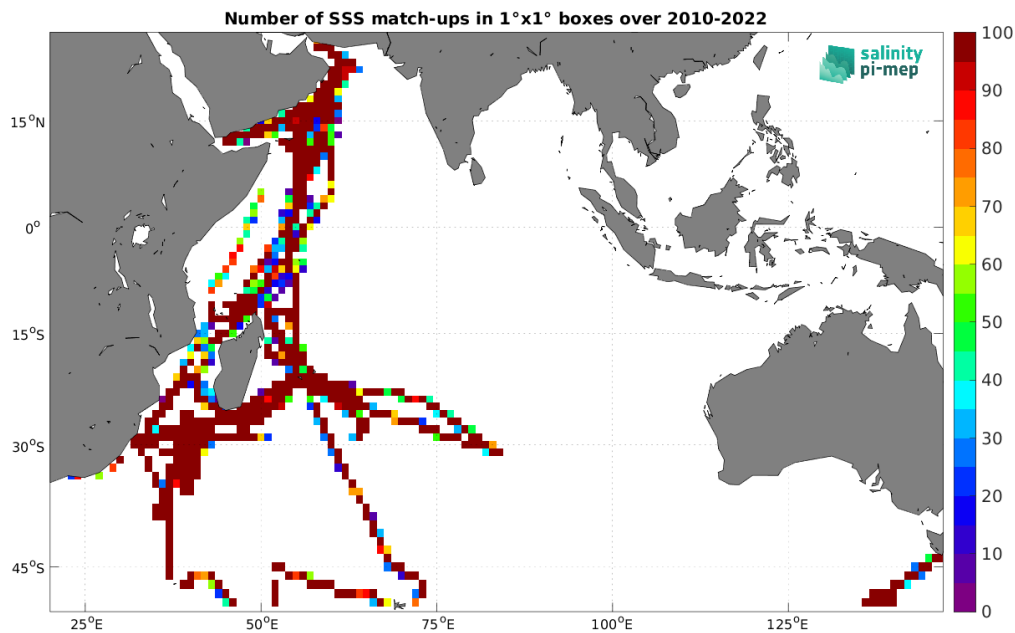 Number of SSS match-ups in 1°x1° boxes over 2010-2022
salinity
pi-mep
15°N
0°
15°S
30°S
45°S
25°E
50°E
75°E
100°E
125°E
100
90
80
70
60
50
40
30
20
10
0